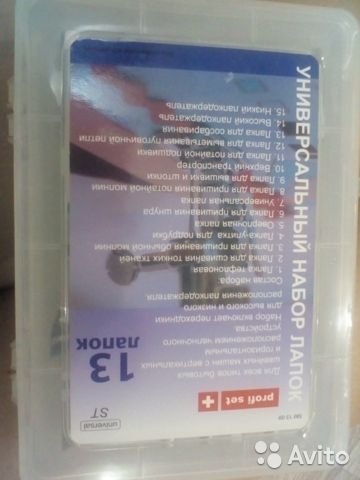 УНИВЕРСАЛЬНЫЙ НАБОР ЛАПОК
profi set
universal
ST
13
лапок
Для всех типов бытовых
швейных машин с вертикальным
и горизонтальным
расположением челночного
устройства.
Набор включает переходники
для высокого и низкого
расположения лапкодержателя
Состав набора:
1. Лапка тефлоновая
2. Лапка для сшивания тонких тканей
3. Лапка для пришивания обычной молнии
4. Лапка-улитка для подрубки
5. Оверлочная лапка
6. Лапка для пришивания шнура
7. Универсальная лапка
8. Лапка для пришивания потайной молнии
9. Лапка для вышивки и штопки
10. Верхний транспортер
11. Лапка для потайной подшивки
12. Лапка для выметывания пуговичной петли
13. Лапка для сосбаривания
14. Высокий лапкодержатель
15. Низкий лапкодержатель
Avito